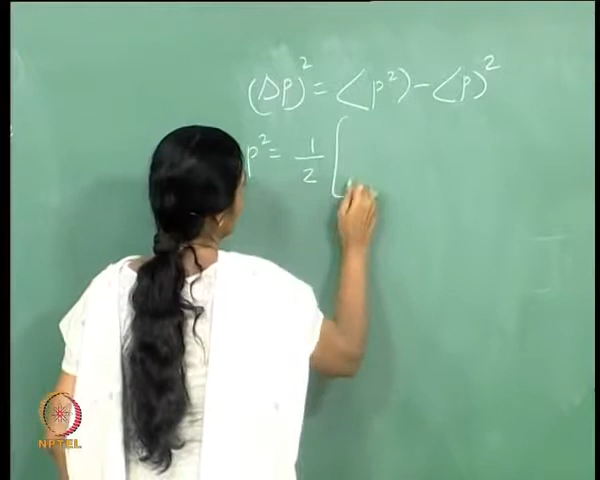 (Δp)² = ⟨p²⟩ − ⟨p⟩²
p² = 1/2 [
NPTEL